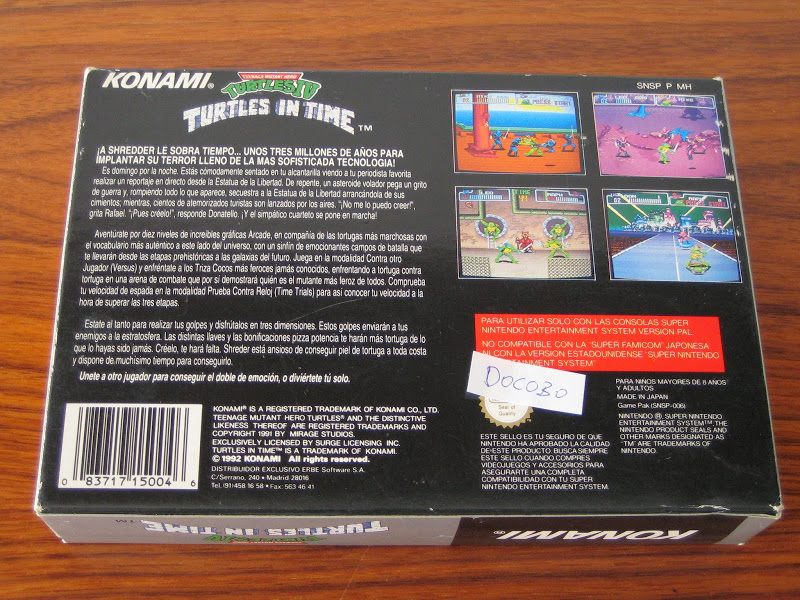 KONAMI®
TEENAGE MUTANT HERO
TURTLES IV
TURTLES IN TIME™
SNSP P MH
¡A SHREDDER LE SOBRA TIEMPO... UNOS TRES MILLONES DE AÑOS PARA
IMPLANTAR SU TERROR LLENO DE LA MAS SOFISTICADA TECNOLOGIA!
Es domingo por la noche. Estás cómodamente sentado en tu alcantarilla viendo a tu periodista favorita
realizar un reportaje en directo desde la Estatua de la Libertad. De repente, un asteroide volador pega un grito
de guerra y, rompiendo todo lo que aparece, secuestra a la Estatua de la Libertad arrancándola de sus
cimientos; mientras, cientos de atemorizados turistas son lanzados por los aires. "¡No me lo puedo creer!",
grita Rafael. "¡Pues créelo!", responde Donatello. ¡Y el simpático cuarteto se pone en marcha!
Aventúrate por diez niveles de increíbles gráficas Arcade, en compañía de las tortugas más marchosas con
el vocabulario más auténtico a este lado del universo, con un sinfín de emocionantes campos de batalla que
te llevarán desde las etapas prehistóricas a las galaxias del futuro. Juega en la modalidad Contra otro
Jugador (Versus) y enfréntate a los Triza Cocos más feroces jamás conocidos, enfrentando a tortuga contra
tortuga en una arena de combate que por si demostrará quién es el mutante más feroz de todos. Comprueba
tu velocidad de espada en la modalidad Prueba Contra Reloj (Time Trials) para así conocer tu velocidad a la
hora de superar las tres etapas.
Estate al tanto para realizar tus golpes y disfrútalos en tres dimensiones. Estos golpes enviarán a tus
enemigos a la estratosfera. Las distintas llaves y las bonificaciones pizza potencia te harán más tortuga de lo
que lo hayas sido jamás. Créelo, te hará falta. Shreder está ansioso de conseguir pie de tortuga a toda costa
y dispone de muchísimo tiempo para conseguirlo.
Unete a otro jugador para conseguir el doble de emoción, o diviértete tú solo.
PARA UTILIZAR SOLO CON LAS CONSOLAS SUPER
NINTENDO ENTERTAINMENT SYSTEM VERSION PAL.
NO COMPATIBLE CON LA "SUPER FAMICOM" JAPONESA
NI CON LA VERSION ESTADOUNIDENSE "SUPER NINTENDO
ENTERTAINMENT SYSTEM"
DOCOBO
Seal of
Quality
PARA NIÑOS MAYORES DE 8 AÑOS
Y ADULTOS
MADE IN JAPAN
Game Pak (SNSP-006)
NINTENDO ®, SUPER NINTENDO
ENTERTAINMENT SYSTEM™, THE
NINTENDO PRODUCT SEALS AND
OTHER MARKS DESIGNATED AS
"TM" ARE TRADEMARKS OF
NINTENDO.
ESTE SELLO ES TU SEGURO DE QUE
NINTENDO HA APROBADO LA CALIDAD
DE ESTE PRODUCTO. BUSCA SIEMPRE
ESTE SELLO CUANDO COMPRES
VIDEOJUEGOS Y ACCESORIOS PARA
ASEGURARTE UNA COMPLETA
COMPATIBILIDAD CON TU SUPER
NINTENDO ENTERTAINMENT SYSTEM.
KONAMI® IS A REGISTERED TRADEMARK OF KONAMI CO., LTD.
TEENAGE MUTANT HERO TURTLES® AND THE DISTINCTIVE
LIKENESS THEREOF ARE REGISTERED TRADEMARKS AND
COPYRIGHT 1991 BY MIRAGE STUDIOS.
EXCLUSIVELY LICENSED BY SURGE LICENSING INC.
TURTLES IN TIME™ IS A TRADEMARK OF KONAMI.
©1992 KONAMI All rights reserved.
DISTRIBUIDOR EXCLUSIVO ERBE Software S.A.
C/Serrano, 240 • Madrid 28016
Tel. (91) 458 16 58 • Fax: 563 46 41
0 83717 15004 6
TURTLES IV
TURTLES IN TIME™
KONAMI